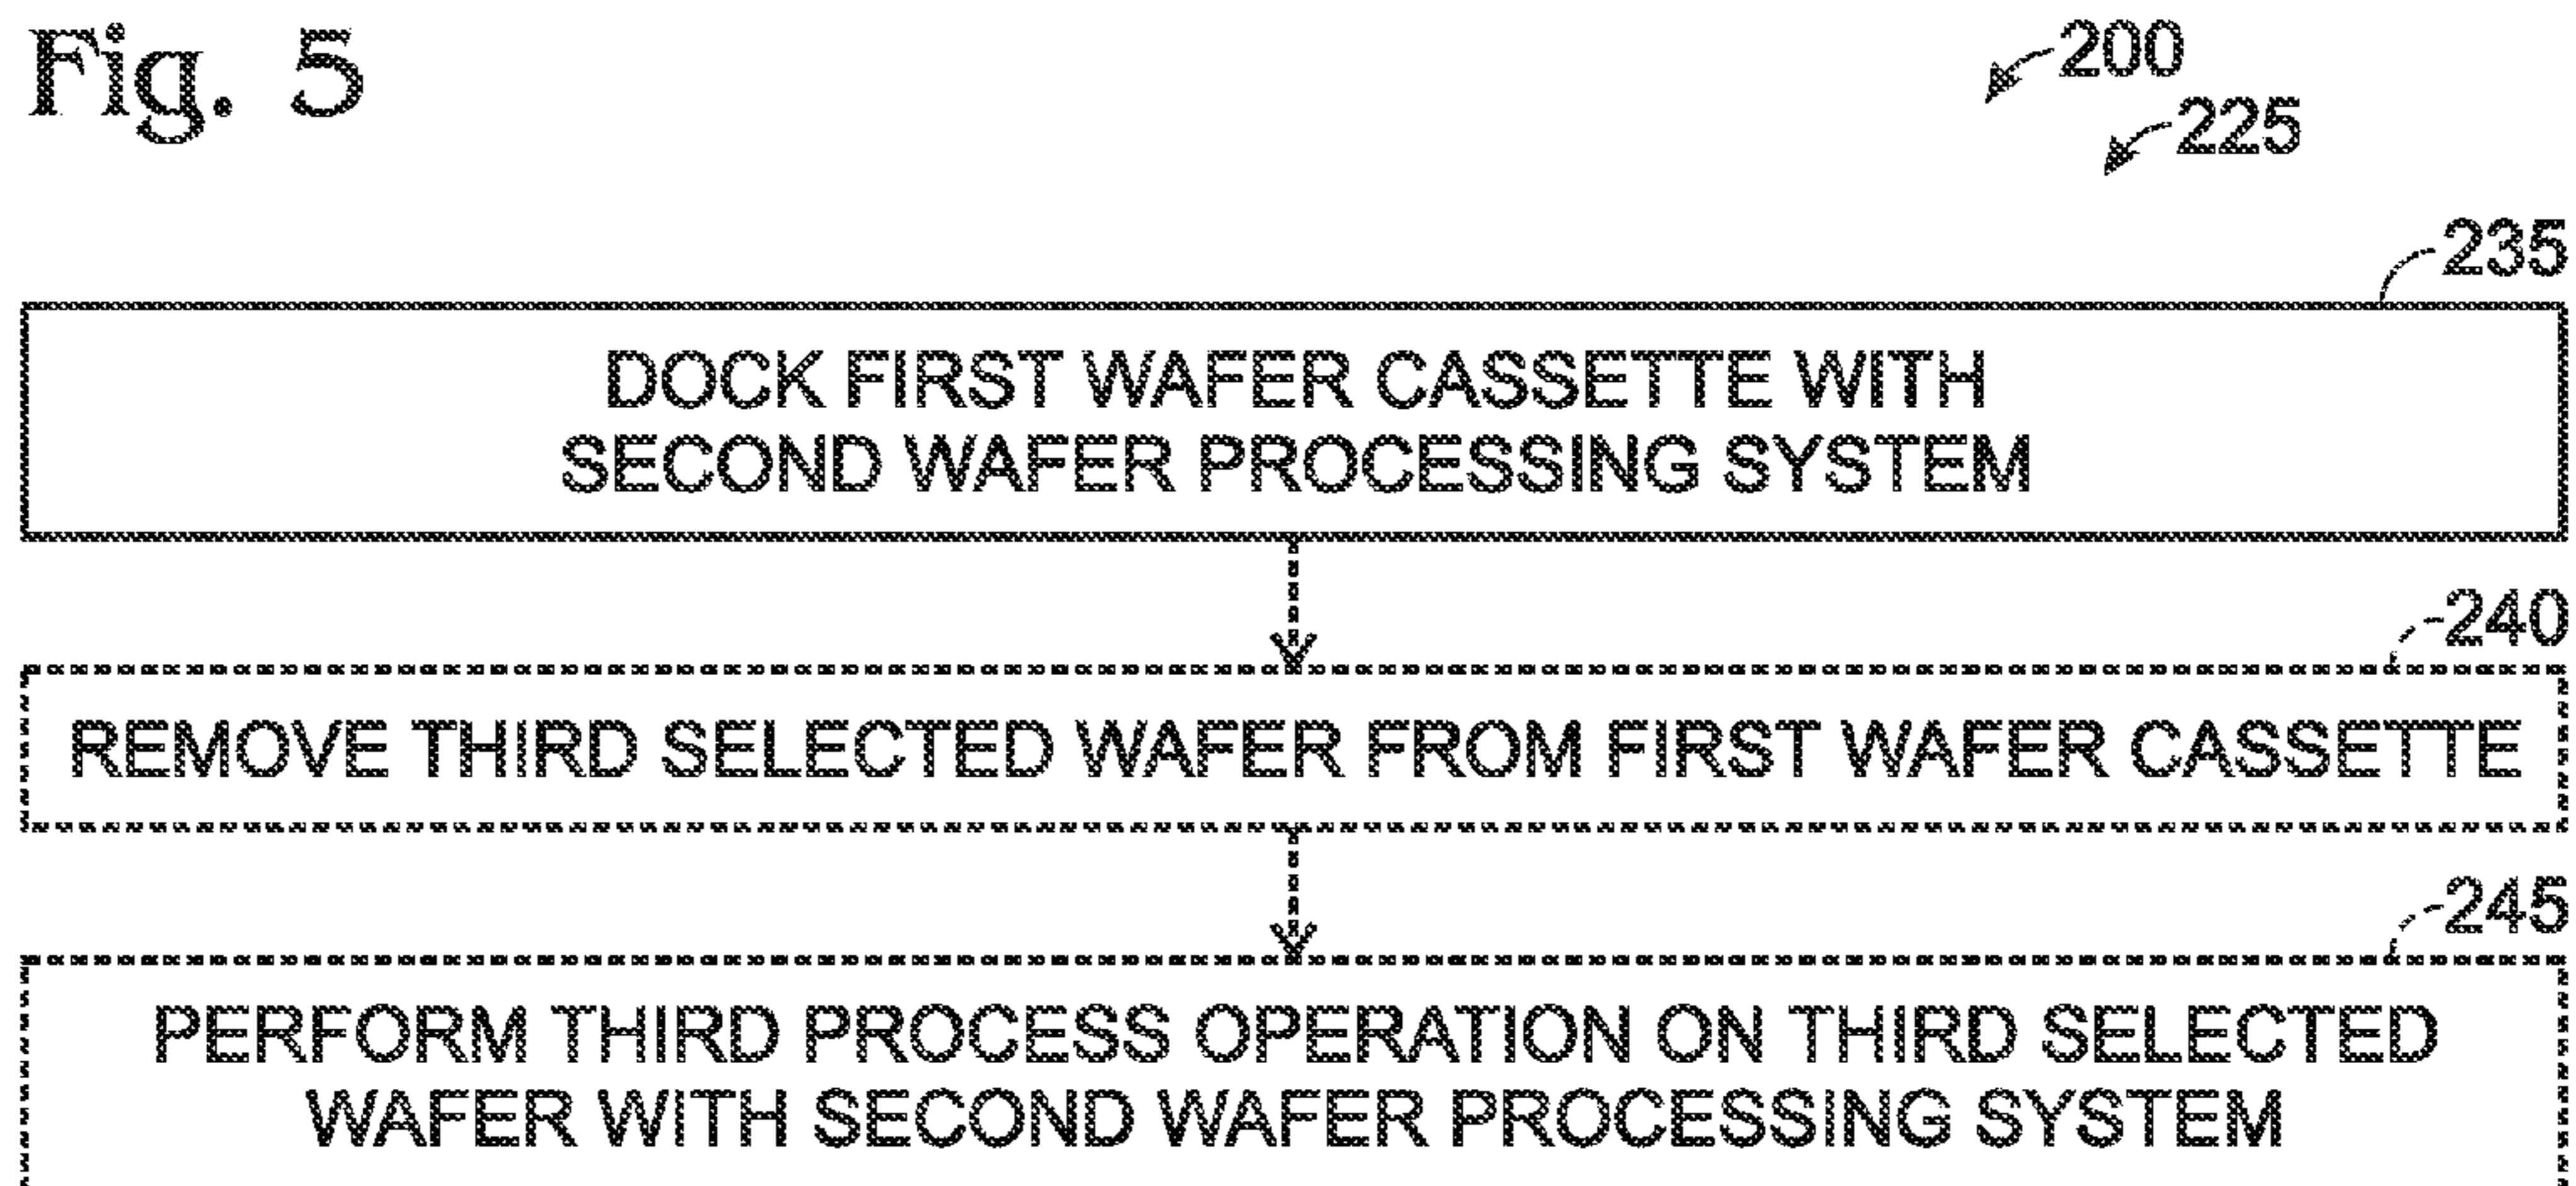 Fig. 5
200
225
235
DOCK FIRST WAFER CASSETTE WITH
SECOND WAFER PROCESSING SYSTEM
240
REMOVE THIRD SELECTED WAFER FROM FIRST WAFER CASSETTE
245
PERFORM THIRD PROCESS OPERATION ON THIRD SELECTED
WAFER WITH SECOND WAFER PROCESSING SYSTEM